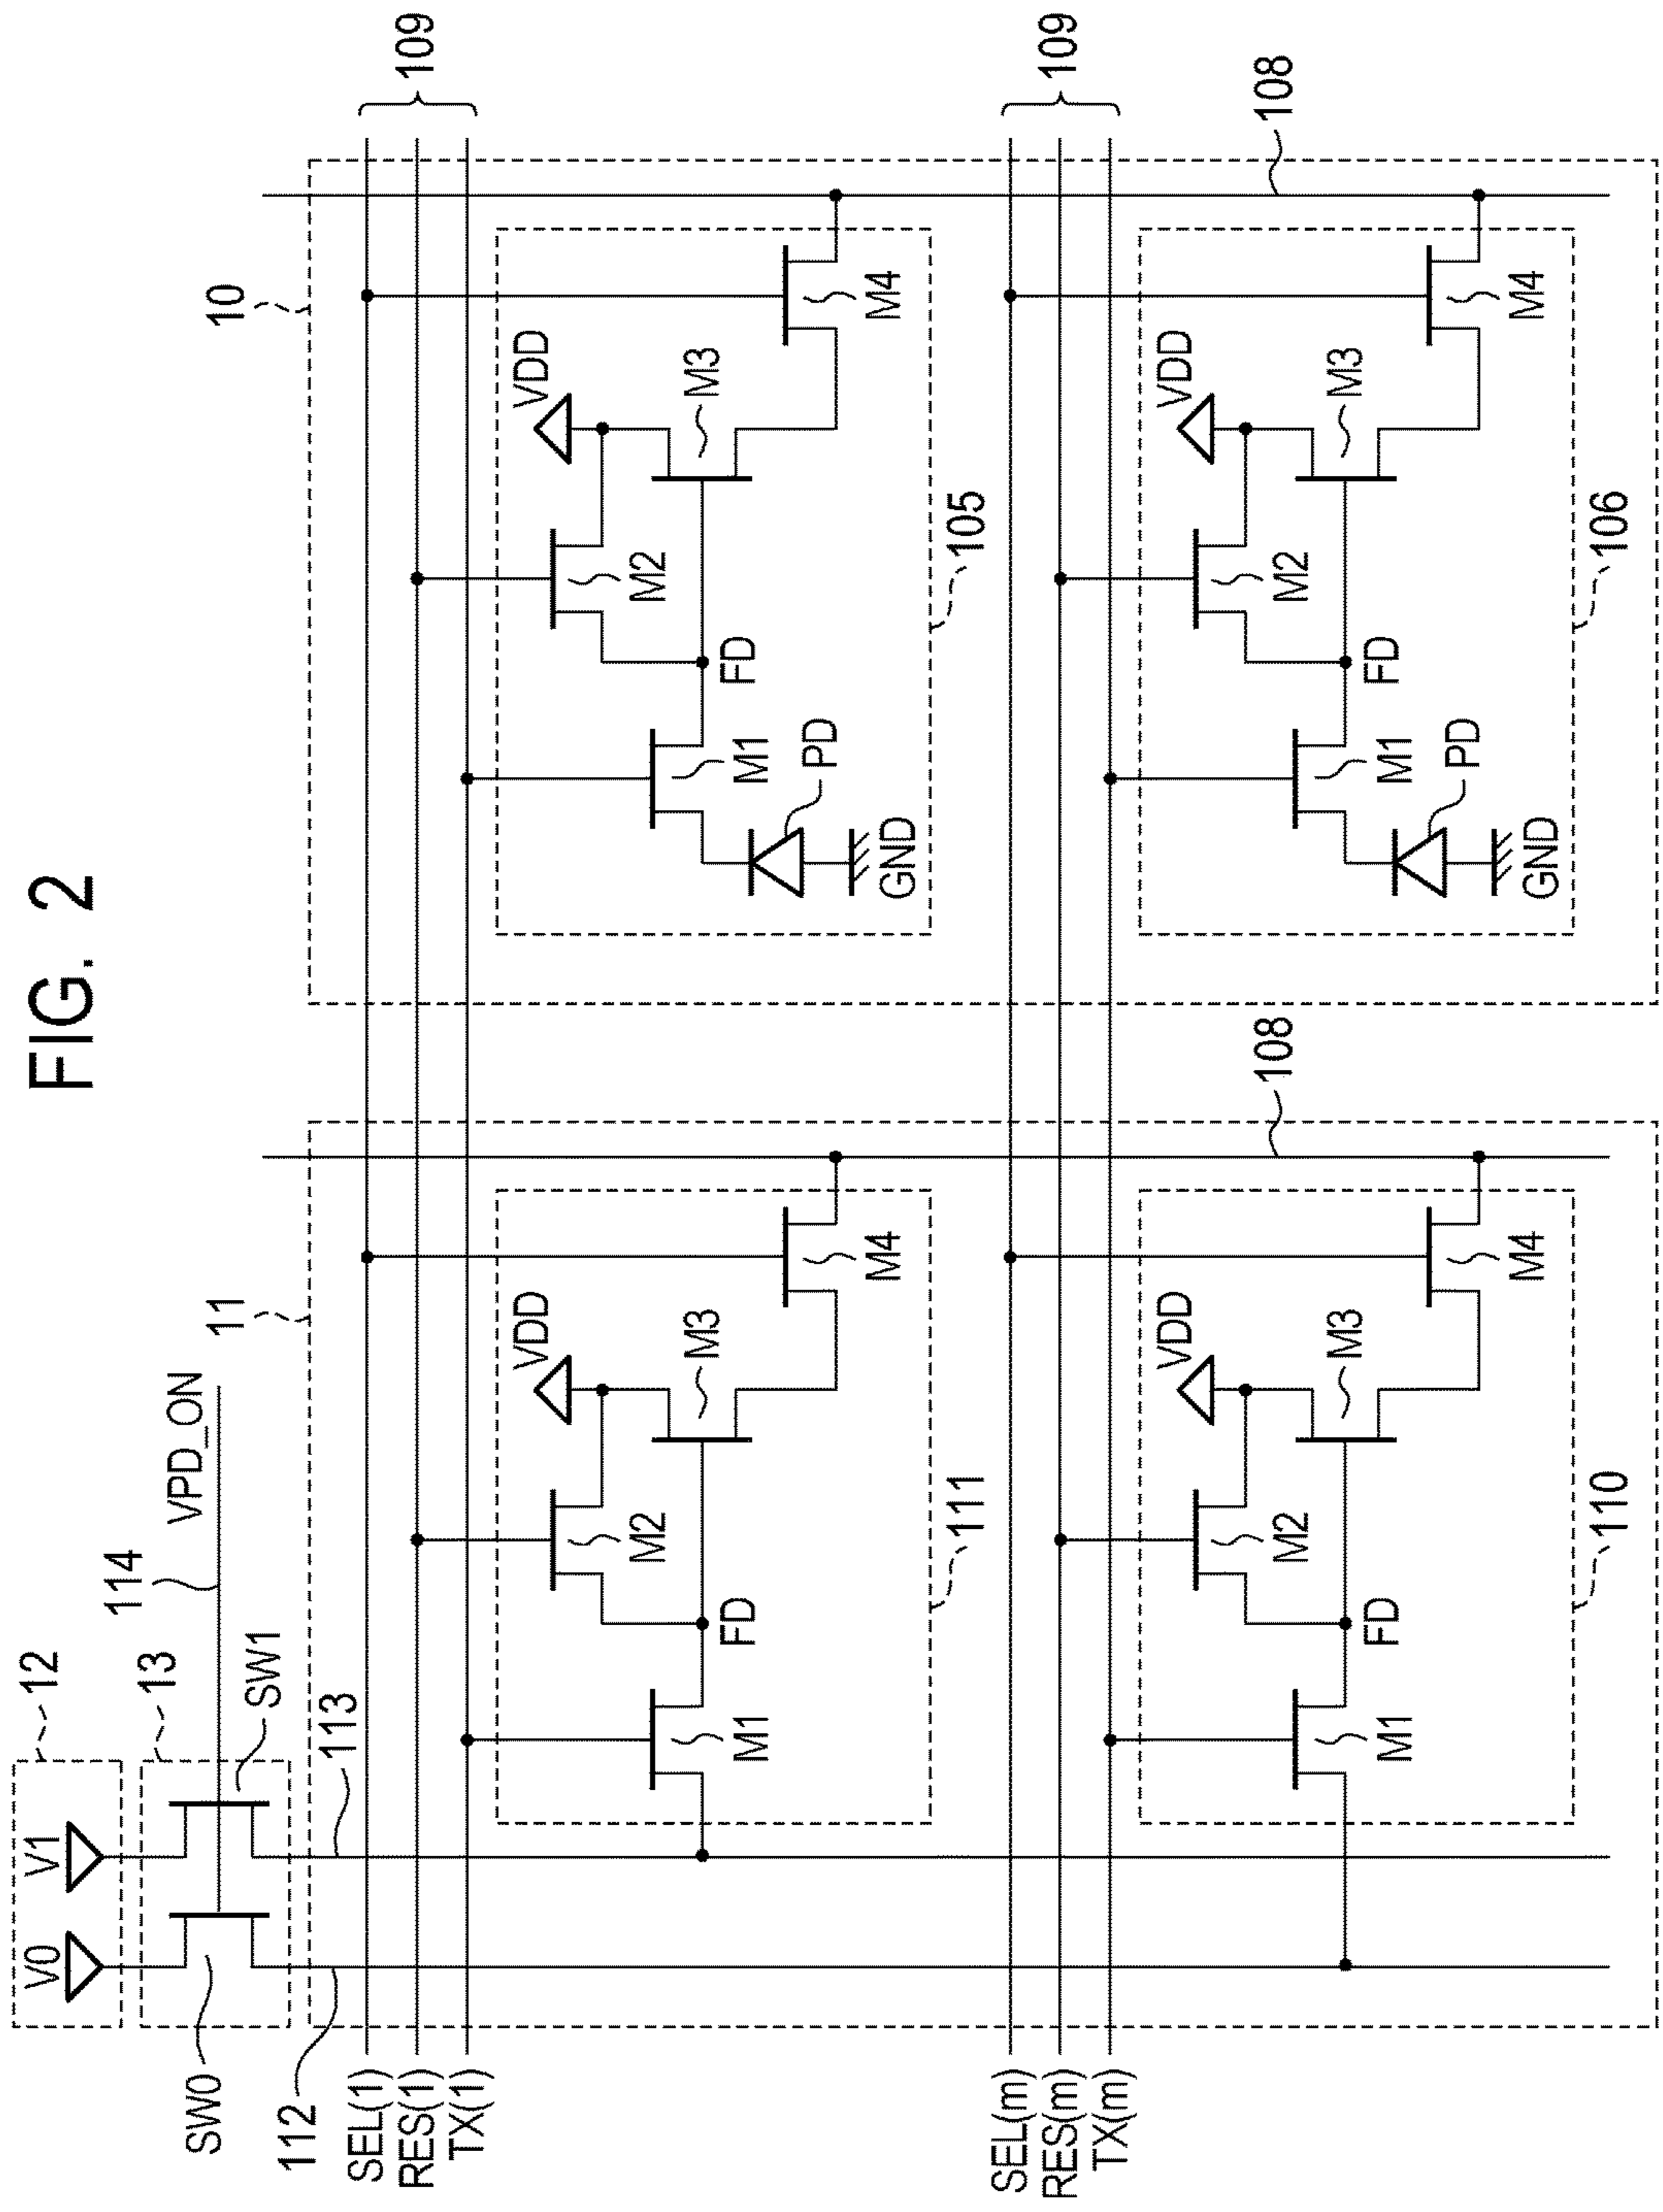 FIG. 2
12
V0
V1
13
SW0
SW1
114
VPD_ON
112
113
11
10
SEL(1)
RES(1)
TX(1)
109
111
VDD
M1
M2
M3
M4
FD
105
VDD
M1
M2
M3
M4
FD
PD
GND
SEL(m)
RES(m)
TX(m)
109
108
108
110
VDD
M1
M2
M3
M4
FD
106
VDD
M1
M2
M3
M4
FD
PD
GND